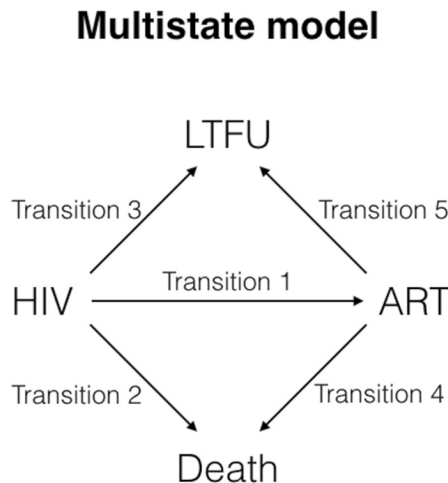 Multistate model
LTFU
Transition 3
Transition 5
Transition 1
HIV
ART
Transition 2
Transition 4
Death